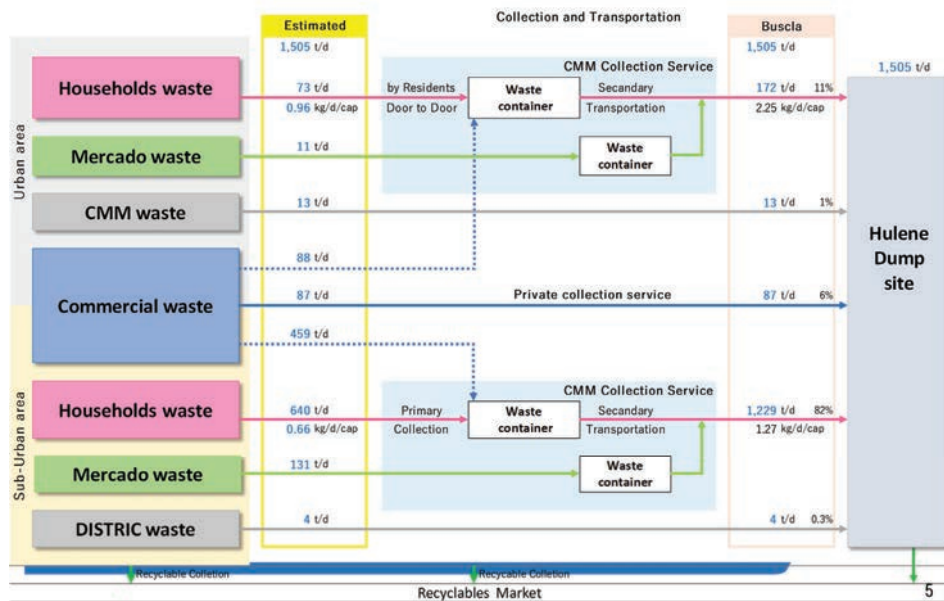 Collection and Transportation
Estimated
Buscla
1,505 t/d
1,505 t/d
1,505 t/d
Urban area
CMM Collection Service
Households waste
73 t/d
0.96 kg/d/cap
by Residents
Door to Door
Waste
container
Secandary
Transportation
172 t/d 11%
2.25 kg/d/cap
Mercado waste
11 t/d
Waste
container
CMM waste
13 t/d
13 t/d 1%
Hulene
Dump
site
Commercial waste
88 t/d
87 t/d
Private collection service
87 t/d 6%
459 t/d
Sub-Urban area
CMM Collection Service
Households waste
640 t/d
0.66 kg/d/cap
Primary
Collection
Waste
container
Secandary
Transportation
1,229 t/d 82%
1.27 kg/d/cap
Mercado waste
131 t/d
Waste
container
DISTRIC waste
4 t/d
4 t/d 0.3%
Recyclable Colletion
Recycable Colletion
Recyclables Market
5